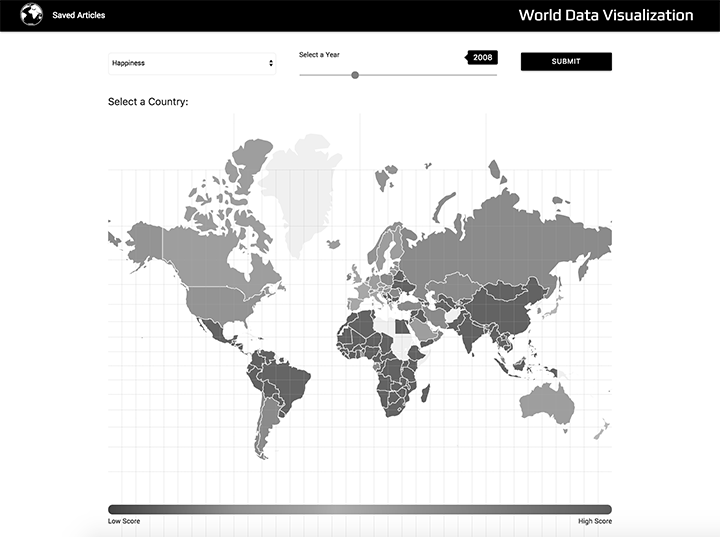 Saved Articles
World Data Visualization
Happiness
Select a Year
2008
SUBMIT
Select a Country:
Low Score
High Score